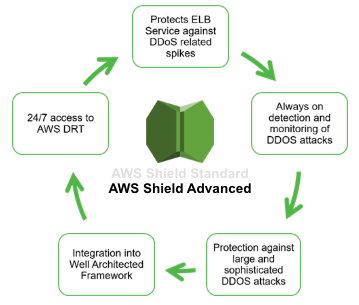 Protects ELB
Service against
DDoS related
spikes
24/7 access to
AWS DRT
Always on
detection and
monitoring of
DDOS attacks
AWS Shield Standard
AWS Shield Advanced
Integration into
Well Architected
Framework
Protection against
large and
sophisticated
DDOS attacks